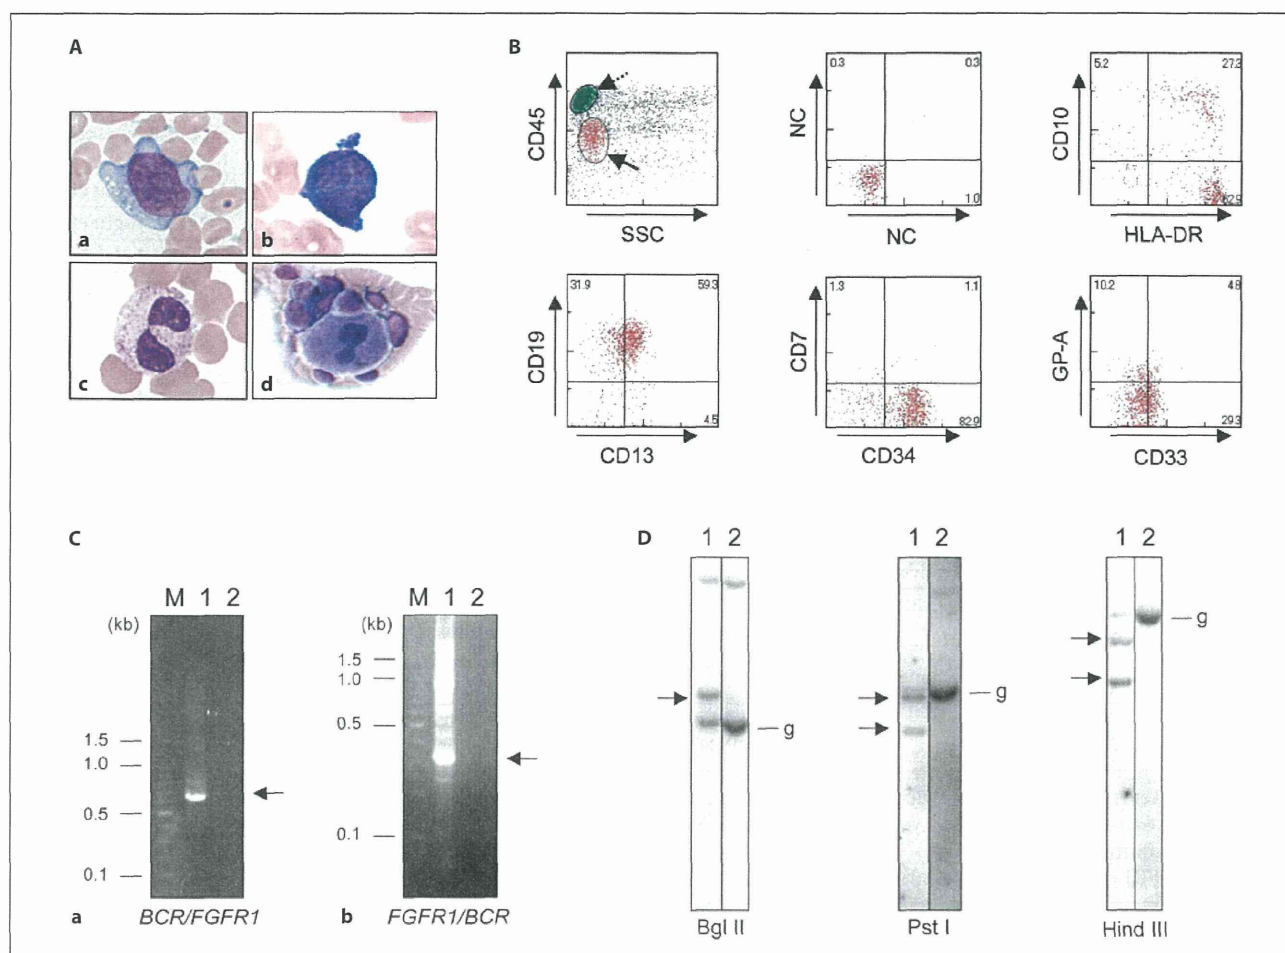 A
a
b
c
d
B
CD45
SSC
0.3
0.3
NC
1.0
NC
5.2
27.3
CD10
62.9
HLA-DR
31.9
59.3
CD19
4.5
CD13
1.3
1.1
CD7
82.9
CD34
10.2
4.8
GP-A
29.3
CD33
C
M 1 2
(kb)
1.5
1.0
0.5
0.1
a
BCR/FGFR1
M 1 2
(kb)
1.5
1.0
0.5
0.1
b
FGFR1/BCR
D
1 2
g
Bgl II
1 2
g
Pst I
1 2
g
Hind III